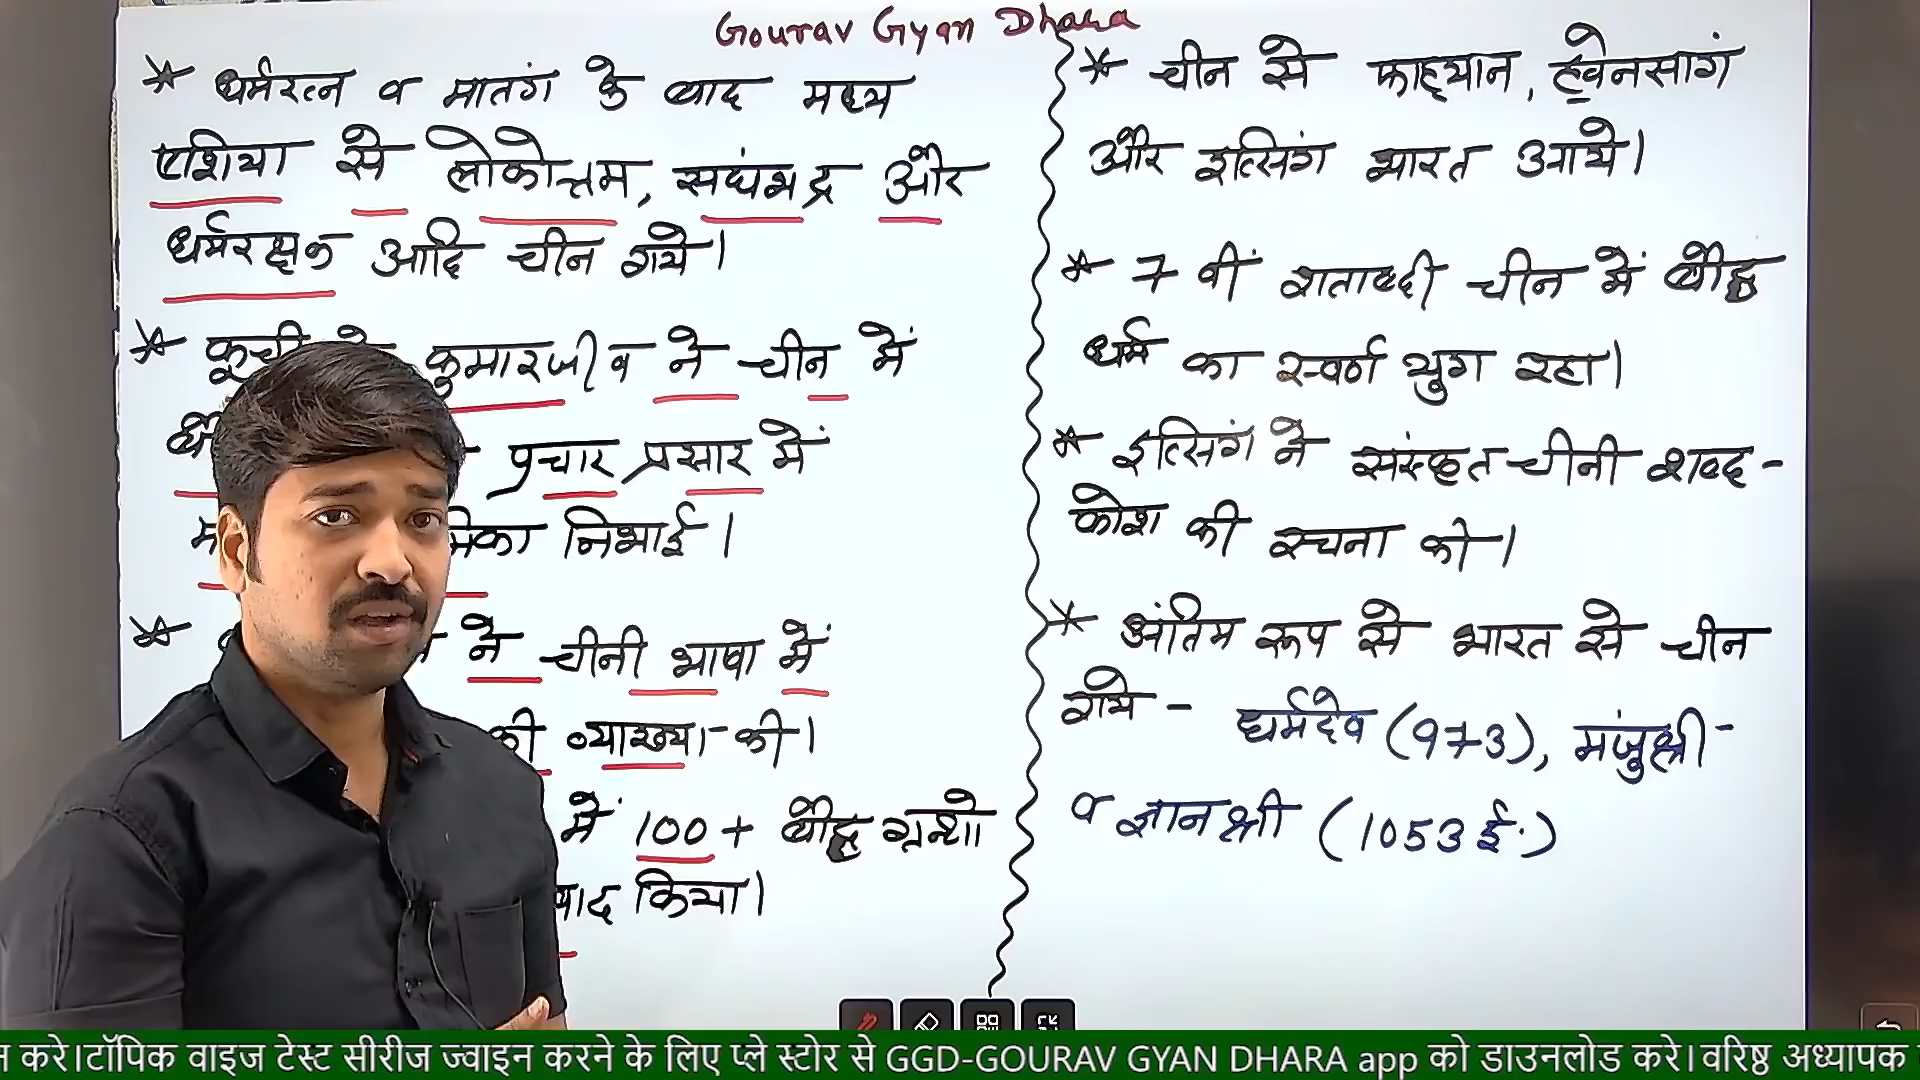 Gourav Gyan Dhara
* धर्मरत्न व मातंग के बाद मध्य
एशिया से लोकोत्तम, संघभद्र और
धर्मरक्षक आदि चीन गये।
* कूची कुमारजीव ने चीन में
प्रचार प्रसार में
निभाई।
* ने चीनी भाषा में
की व्याख्या की।
में 100+ बौद्ध ग्रन्थो
किया।
* चीन से फाह्यान, ह्वेनसांग
और इत्सिंग भारत आये।
* 7 वीं शताब्दी चीन में बौद्ध
धर्म का स्वर्ण युग रहा।
* इत्सिंग ने संस्कृत-चीनी शब्द-
कोश की रचना की।
* अंतिम रूप से भारत से चीन
गये - धर्मदेव (973), मंजुश्री-
व ज्ञानश्री (1053 ई.)
करे।टॉपिक वाइज टेस्ट सीरीज ज्वाइन करने के लिए प्ले स्टोर से GGD-GOURAV GYAN DHARA app को डाउनलोड करे।वरिष्ठ अध्यापक